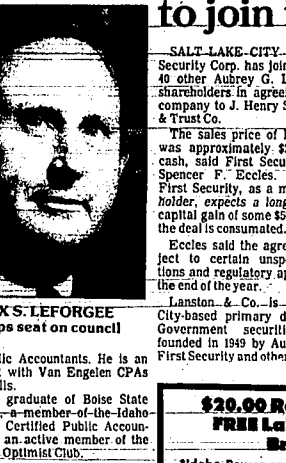 to join
X S. LEFORGEE
ps seat on council
lic Accountants. He is an
with Van Engelen CPAs
lls.
graduate of Boise State
, a member of the Idaho
Certified Public Accoun-
an active member of the
Optimist Club.
SALT LAKE CITY
Security Corp. has joi
40 other Aubrey G. L
shareholders in agree
company to J. Henry S
& Trust Co.
The sales price of
was approximately $
cash, said First Secu
Spencer F. Eccles.
First Security, as a m
holder, expects a long
capital gain of some $5
the deal is consumated.
Eccles said the agre
ject to certain unsp
tions and regulatory ap
the end of the year.
Lanston & Co. is
City-based primary d
Government securiti
founded in 1949 by Au
First Security and othe
$20.00 R
FREE La